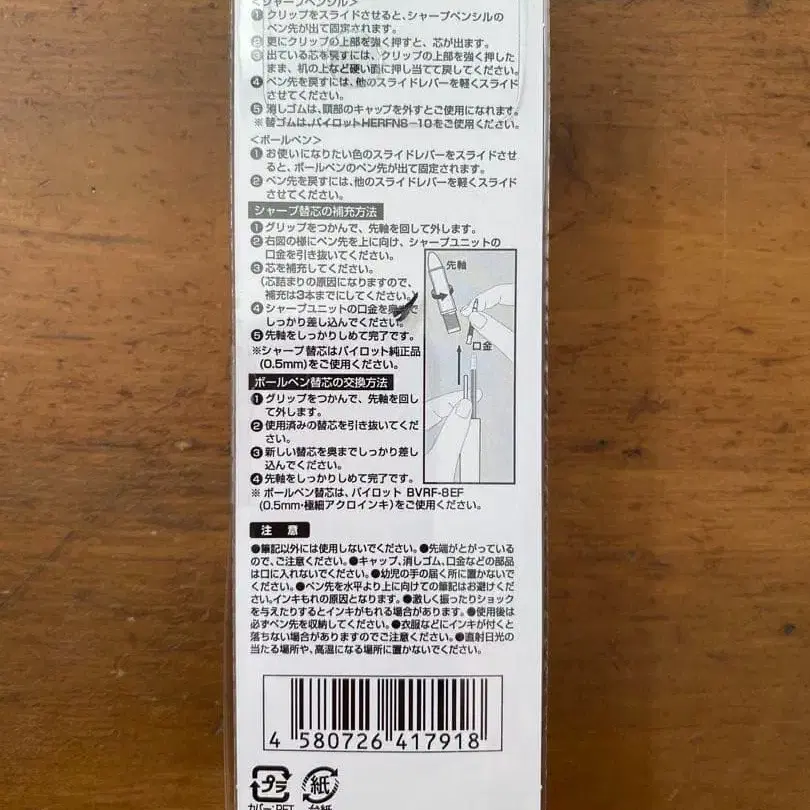 <シャープペンシル>
❶クリップをスライドさせると、シャープペンシルの
ペン先が出て固定されます。
❷更にクリップの上部を強く押すと、芯が出ます。
❸出ている芯を戻すには、クリップの上部を強く押した
まま、机の上など硬い面に押し当てて戻してください。
❹ペン先を戻すには、他のスライドレバーを軽くスライド
させてください。
❺消しゴムは、頭部のキャップを外すとご使用になれます。
※替ゴムは、パイロットHERFNS-10をご使用ください。
<ボールペン>
❶お使いになりたい色のスライドレバーをスライドさせ
ると、ボールペンのペン先が出て固定されます。
❷ペン先を戻すには、他のスライドレバーを軽くスライド
させてください。
シャープ替芯の補充方法
❶グリップをつかんで、先軸を回して外します。
❷右図の様にペン先を上に向け、シャープユニットの
口金を引き抜いてください。
❸芯を補充してください。
(芯詰まりの原因になりますので、
補充は3本までにしてください。)
❹シャープユニットの口金を奥まで
しっかり差し込んでください。
❺先軸をしっかりしめて完了です。
※シャープ替芯はパイロット純正品
(0.5mm)をご使用ください。
先軸
口金
ボールペン替芯の交換方法
❶グリップをつかんで、先軸を回し
て外します。
❷使用済みの替芯を引き抜いてくだ
さい。
❸新しい替芯を奥までしっかり差し
込んでください。
❹先軸をしっかりしめて完了です。
※ ボールペン替芯は、パイロット BVRF-8EF
(0.5mm・極細アクロインキ)をご使用ください。
注 意
●筆記以外には使用しないでください。●先端がとがっている
ので、ご注意ください。●キャップ、消しゴム、口金などの部品
は口に入れないでください。●幼児の手の届く所に置かないで
ください。●ペン先を水平より上に向けての筆記はお避けくだ
さい。インキもれの原因となります。●激しく振ったりショック
を与えたりするとインキがもれる場合があります。●使用後は
必ずペン先を収納してください。●衣服などにインキが付くと
落ちない場合がありますのでご注意ください。●直射日光の
当たる場所や、高温になる場所に置かないでください。
4 580726 417918
プラ
紙
カバー:PET
台紙